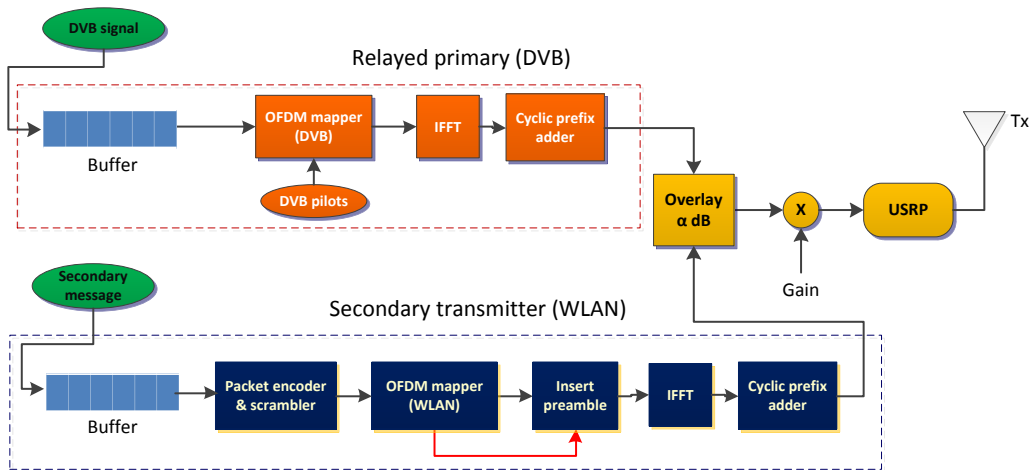 DVB signal
Relayed primary (DVB)
Buffer
OFDM mapper
(DVB)
IFFT
Cyclic prefix
adder
DVB pilots
Overlay
α dB
X
Gain
USRP
Tx
Secondary
message
Secondary transmitter (WLAN)
Buffer
Packet encoder
& scrambler
OFDM mapper
(WLAN)
Insert
preamble
IFFT
Cyclic prefix
adder